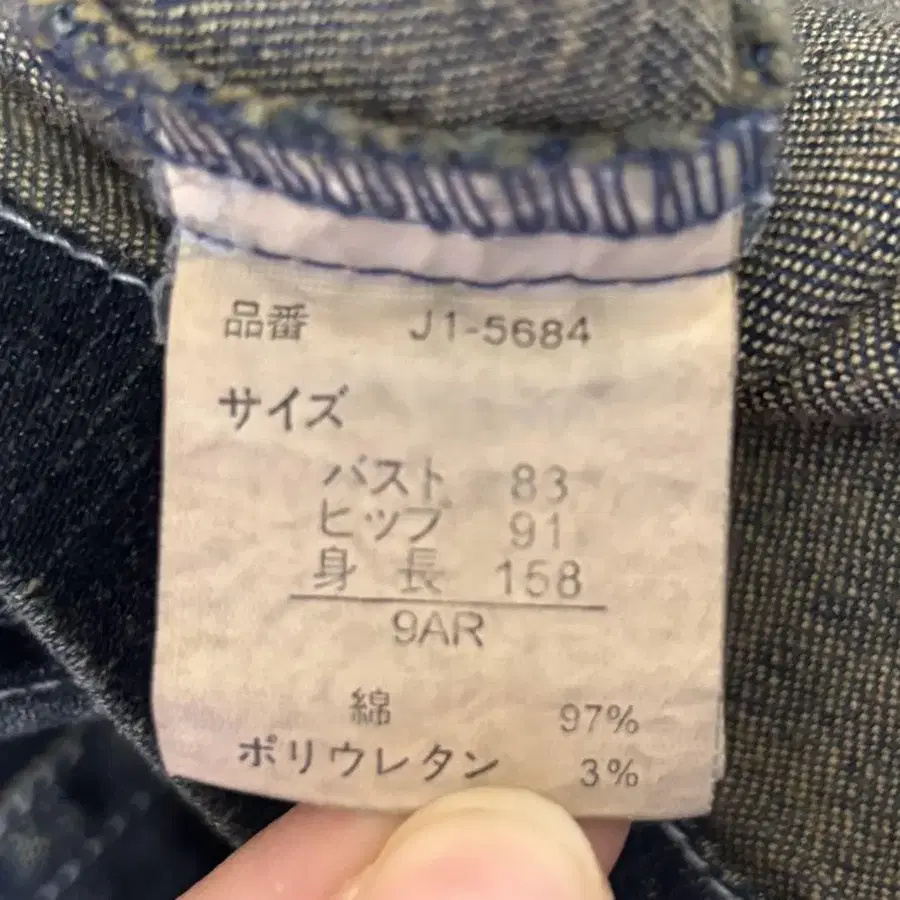 品番 J1-5684
サイズ
バスト 83
ヒップ 91
身長 158
9AR
綿 97%
ポリウレタン 3%